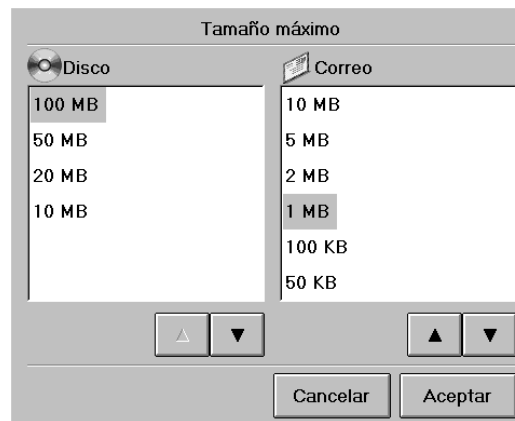 Tamaño máximo
Disco
100 MB
50 MB
20 MB
10 MB
Correo
10 MB
5 MB
2 MB
1 MB
100 KB
50 KB
Cancelar
Aceptar